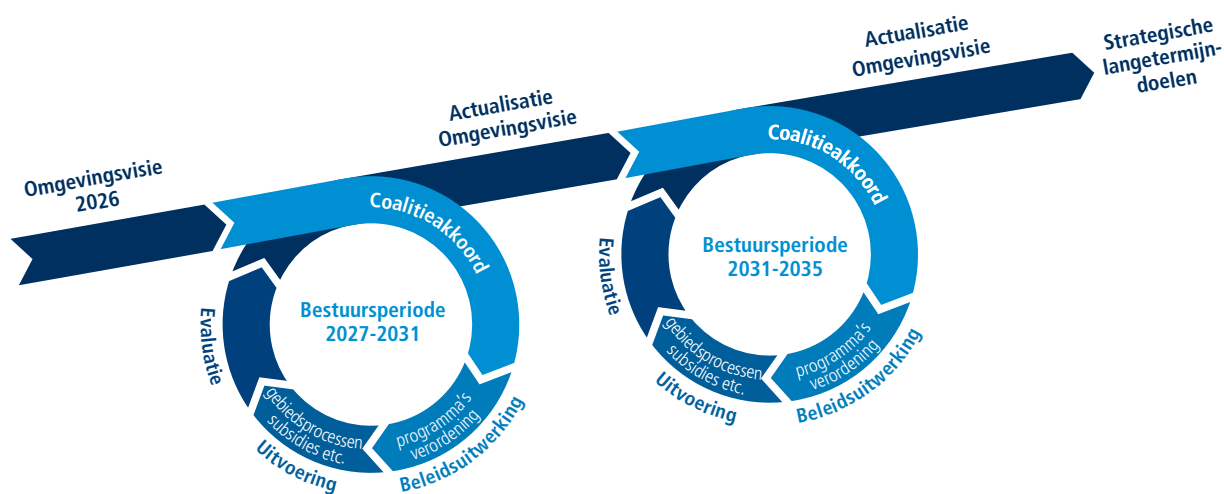 Omgevingsvisie
2026
Coalitieakkoord
Bestuursperiode
2027-2031
programma's
verordening
Beleidsuitwerking
gebiedsprocessen
subsidies etc.
Uitvoering
Evaluatie
Actualisatie
Omgevingsvisie
Coalitieakkoord
Bestuursperiode
2031-2035
programma's
verordening
Beleidsuitwerking
gebiedsprocessen
subsidies etc.
Uitvoering
Evaluatie
Actualisatie
Omgevingsvisie
Strategische
langetermijn-
doelen